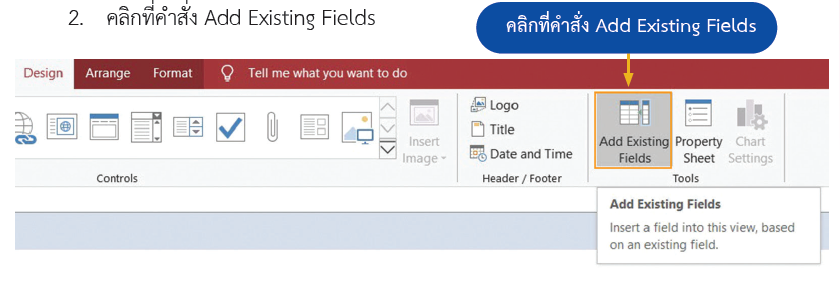 2. คลิกที่คำสั่ง Add Existing Fields
คลิกที่คำสั่ง Add Existing Fields
Design Arrange Format Tell me what you want to do
Logo
Title
Date and Time
Insert
Image
Add Existing
Fields
Property
Sheet
Chart
Settings
Controls
Header / Footer
Tools
Add Existing Fields
Insert a field into this view, based
on an existing field.